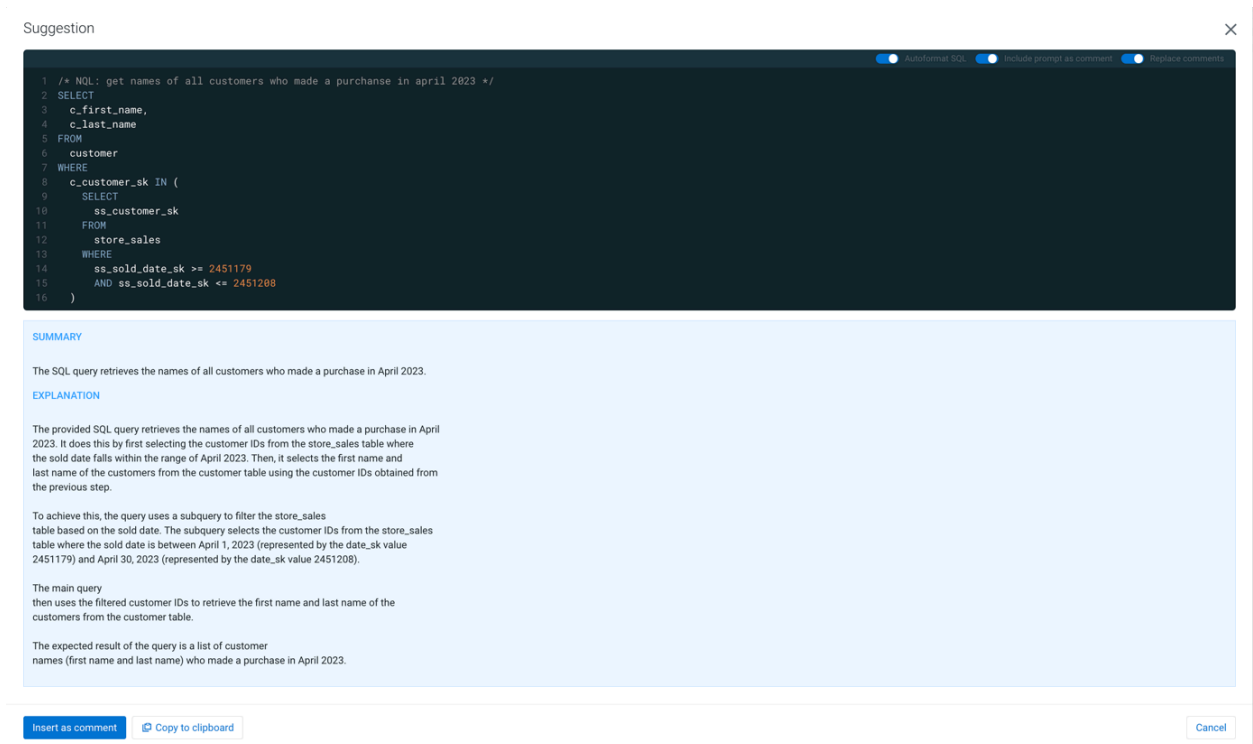 Suggestion
Autoformat SQL Include prompt as comment Replace comments
1 /* NQL: get names of all customers who made a purchanse in april 2023 */
2 SELECT
3 c_first_name,
4 c_last_name
5 FROM
6 customer
7 WHERE
8 c_customer_sk IN (
9 SELECT
10 ss_customer_sk
11 FROM
12 store_sales
13 WHERE
14 ss_sold_date_sk >= 2451179
15 AND ss_sold_date_sk <= 2451208
16 )
SUMMARY
The SQL query retrieves the names of all customers who made a purchase in April 2023.
EXPLANATION
The provided SQL query retrieves the names of all customers who made a purchase in April
2023. It does this by first selecting the customer IDs from the store_sales table where
the sold date falls within the range of April 2023. Then, it selects the first name and
last name of the customers from the customer table using the customer IDs obtained from
the previous step.
To achieve this, the query uses a subquery to filter the store_sales
table based on the sold date. The subquery selects the customer IDs from the store_sales
table where the sold date is between April 1, 2023 (represented by the date_sk value
2451179) and April 30, 2023 (represented by the date_sk value 2451208).
The main query
then uses the filtered customer IDs to retrieve the first name and last name of the
customers from the customer table.
The expected result of the query is a list of customer
names (first name and last name) who made a purchase in April 2023.
Insert as comment Copy to clipboard Cancel